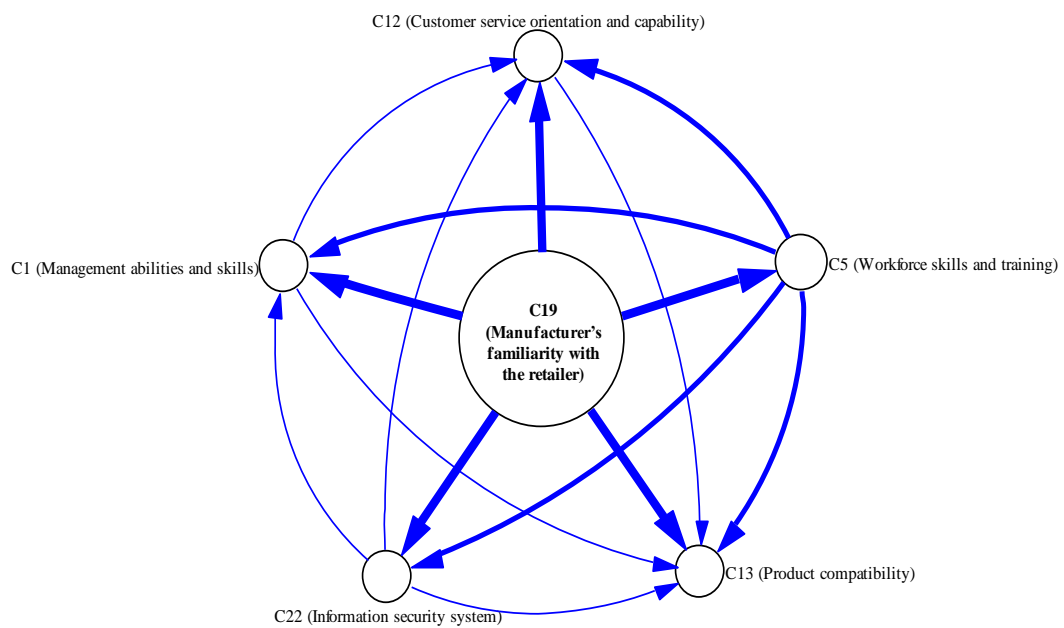 C12 (Customer service orientation and capability)
C1 (Management abilities and skills)
C19
(Manufacturer’s
familiarity with
the retailer)
C5 (Workforce skills and training)
C13 (Product compatibility)
C22 (Information security system)